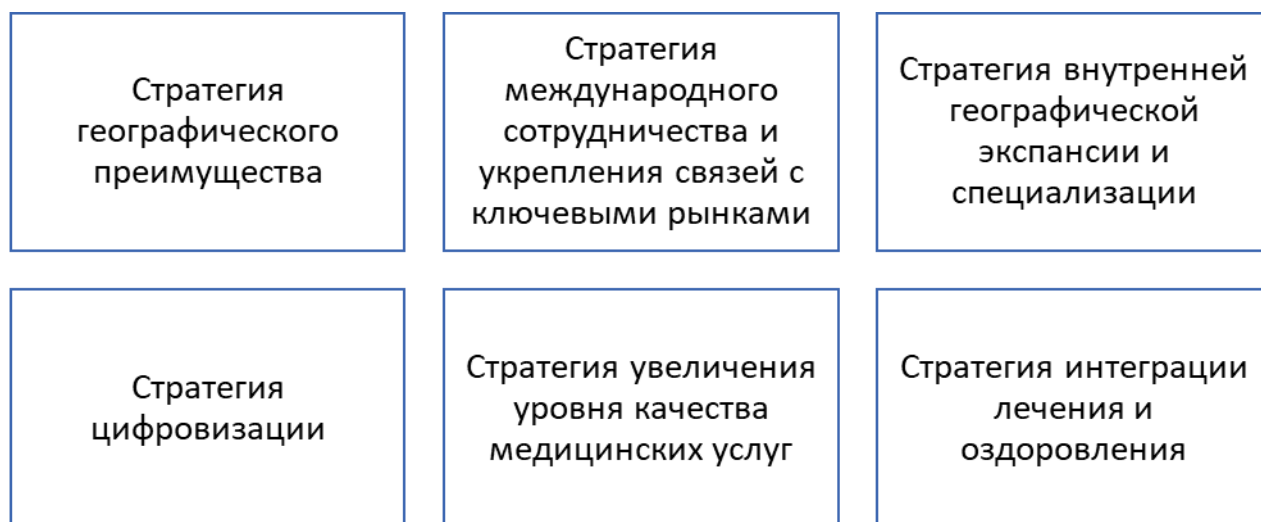 Стратегия
географического
преимущества
Стратегия
международного
сотрудничества и
укрепления связей с
ключевыми рынками
Стратегия внутренней
географической
экспансии и
специализации
Стратегия
цифровизации
Стратегия увеличения
уровня качества
медицинских услуг
Стратегия интеграции
лечения и
оздоровления